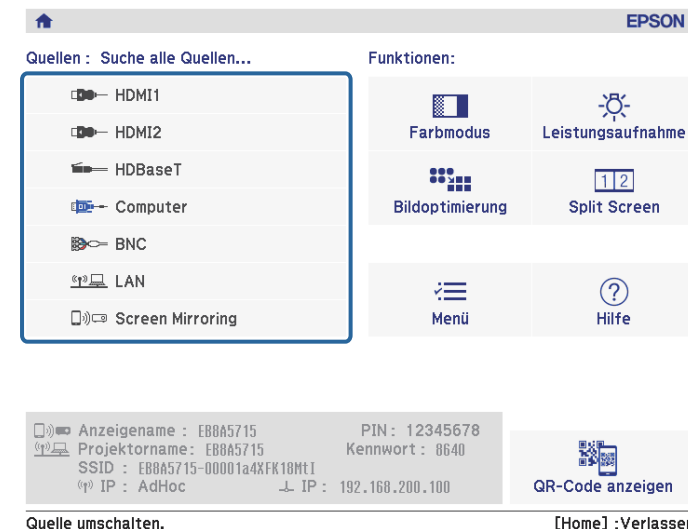 EPSON
Quellen : Suche alle Quellen...
HDMI1
HDMI2
HDBaseT
Computer
BNC
LAN
Screen Mirroring
Funktionen:
Farbmodus
Leistungsaufnahme
Bildoptimierung
1 2
Split Screen
Menü
?
Hilfe
Anzeigename : EB8A5715 PIN : 12345678
Projektorname: EB8A5715 Kennwort : 8640
SSID : EB8A5715-00001a4XFK18MtI
IP : AdHoc IP : 192.168.200.100
QR-Code anzeigen
Quelle umschalten. [Home] :Verlassen